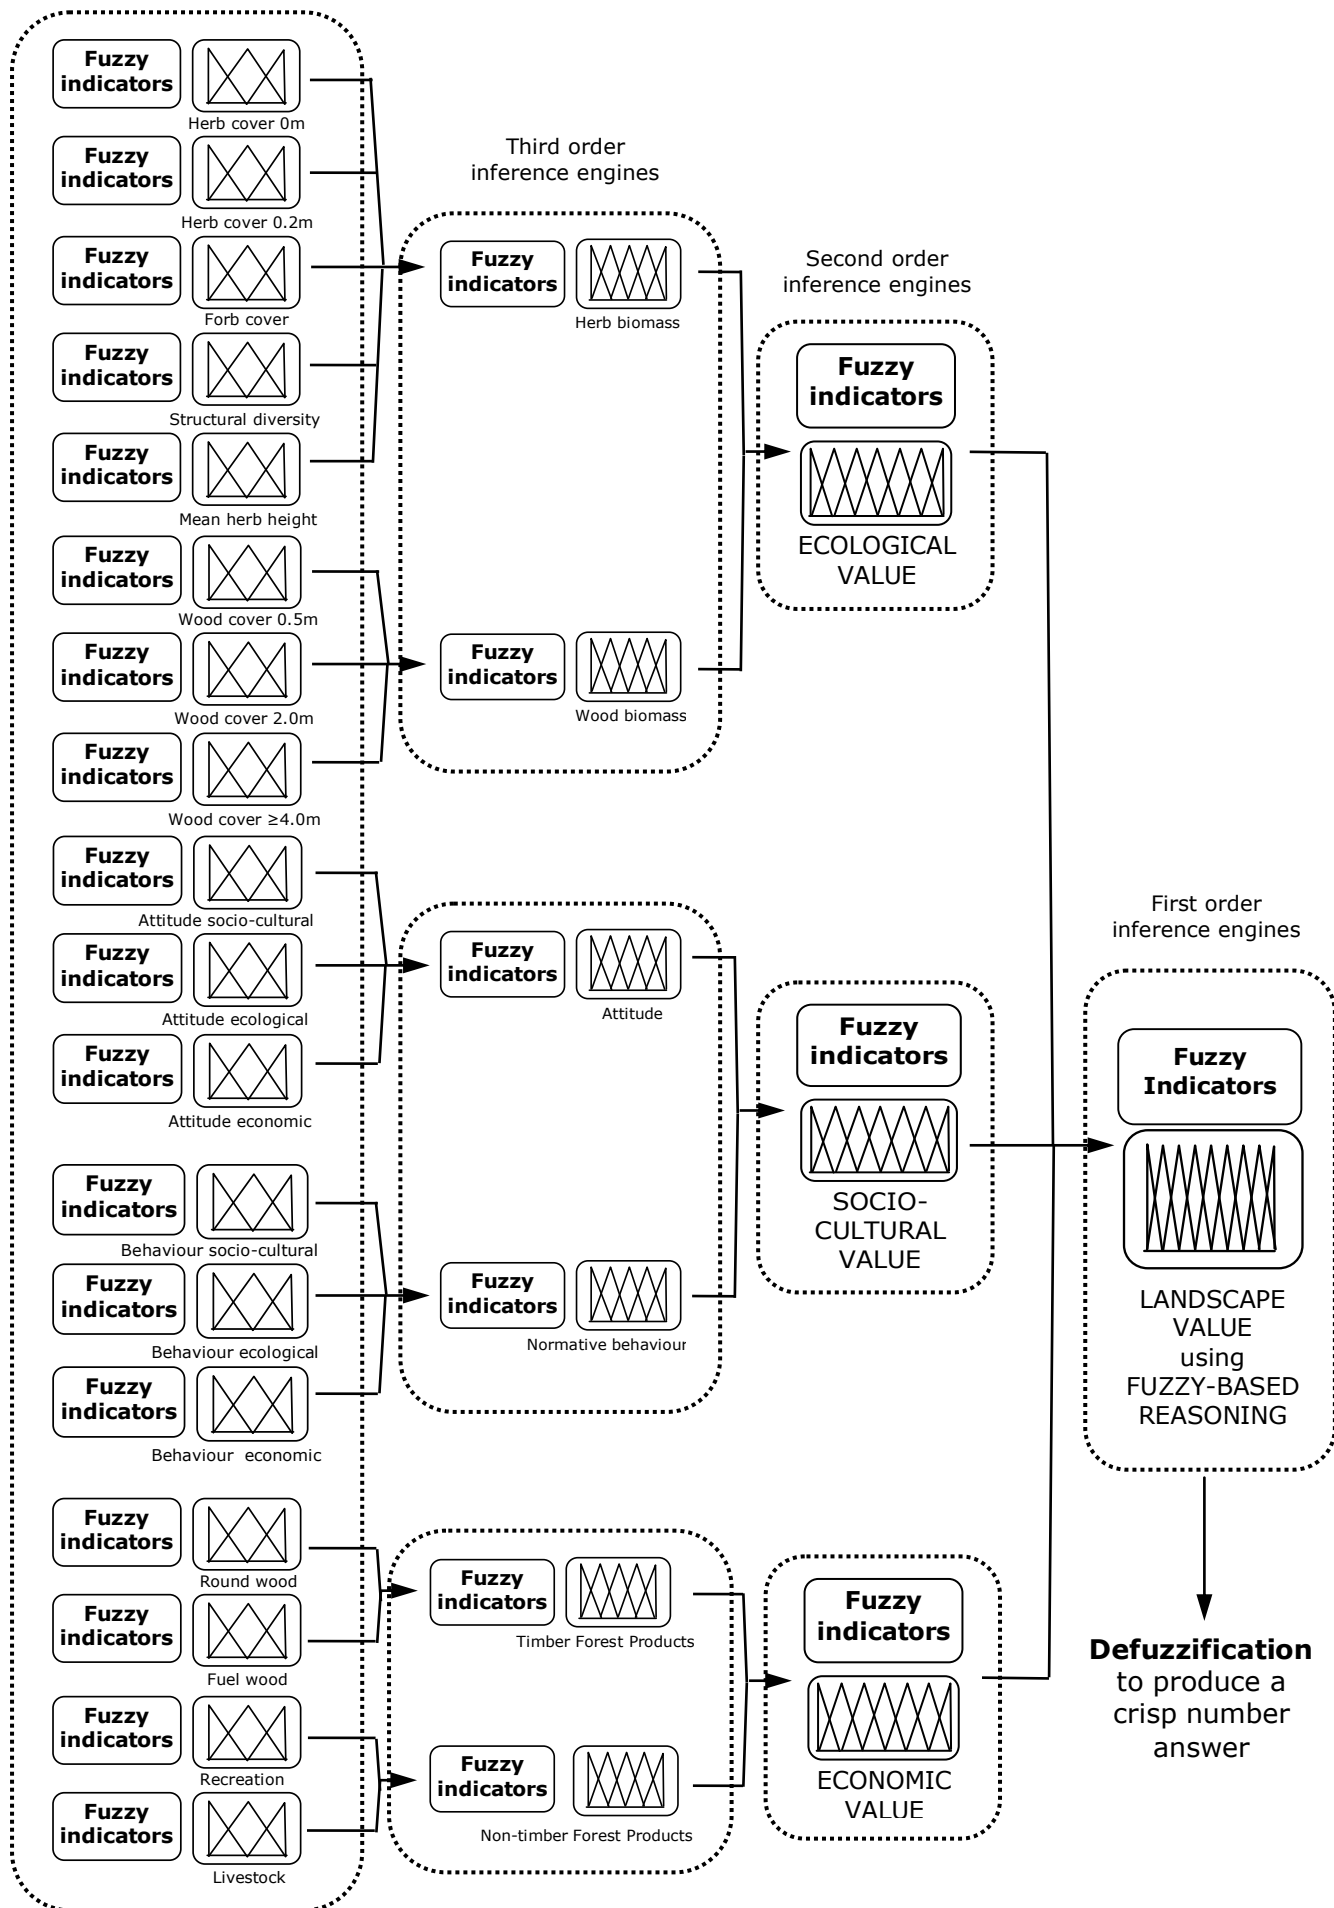 Fuzzy
indicators
Herb cover 0m
Fuzzy
indicators
Herb cover 0.2m
Fuzzy
indicators
Forb cover
Fuzzy
indicators
Structural diversity
Fuzzy
indicators
Mean herb height
Fuzzy
indicators
Wood cover 0.5m
Fuzzy
indicators
Wood cover 2.0m
Fuzzy
indicators
Wood cover ≥4.0m
Fuzzy
indicators
Attitude socio-cultural
Fuzzy
indicators
Attitude ecological
Fuzzy
indicators
Attitude economic
Fuzzy
indicators
Behaviour socio-cultural
Fuzzy
indicators
Behaviour ecological
Fuzzy
indicators
Behaviour economic
Fuzzy
indicators
Round wood
Fuzzy
indicators
Fuel wood
Fuzzy
indicators
Recreation
Fuzzy
indicators
Livestock
Third order
inference engines
Fuzzy
indicators
Herb biomass
Fuzzy
indicators
Wood biomass
Fuzzy
indicators
Attitude
Fuzzy
indicators
Normative behaviour
Fuzzy
indicators
Timber Forest Products
Fuzzy
indicators
Non-timber Forest Products
Second order
inference engines
Fuzzy
indicators
ECOLOGICAL
VALUE
Fuzzy
indicators
SOCIO-
CULTURAL
VALUE
Fuzzy
indicators
ECONOMIC
VALUE
First order
inference engines
Fuzzy
Indicators
LANDSCAPE
VALUE
using
FUZZY-BASED
REASONING
Defuzzification
to produce a
crisp number
answer